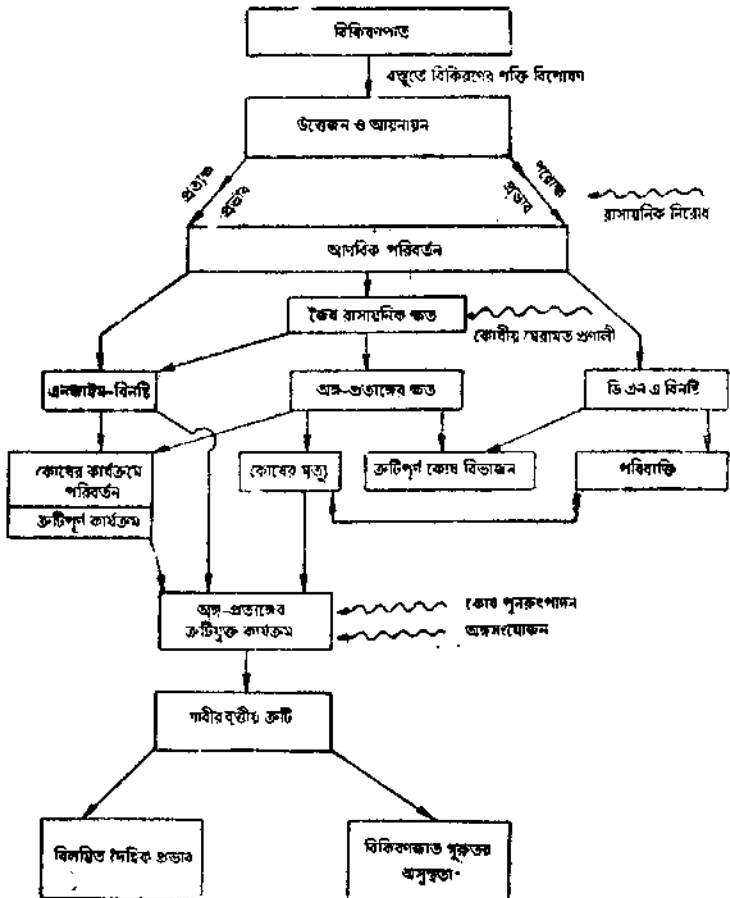 বিকিরণপাত
বস্তুতে বিকিরণের শক্তি বিশোষণ
উত্তেজন ও আয়নায়ন
প্রত্যক্ষ
প্রভাব
পরোক্ষ
প্রভাব
রাসায়নিক নিরোধ
আণবিক পরিবর্তন
জৈব রাসায়নিক ক্ষত
কোষীয় মেরামত প্রণালী
এনজাইম-বিনষ্টি
অঙ্গ-প্রত্যঙ্গের ক্ষত
ডি এন এ বিনষ্টি
কোষের কার্যক্রমে
পরিবর্তন
ত্রুটিপূর্ণ কার্যক্রম
কোষের মৃত্যু
ত্রুটিপূর্ণ কোষ বিভাজন
পরিব্যক্তি
অঙ্গ-প্রত্যঙ্গের
ত্রুটিযুক্ত কার্যক্রম
কোষ পুনরুৎপাদন
অঙ্গসংযোজন
শারীরবৃত্তীয় ত্রুটি
বিলম্বিত দৈহিক প্রভাব
বিকিরণজাত গুরুতর
অসুস্থতা